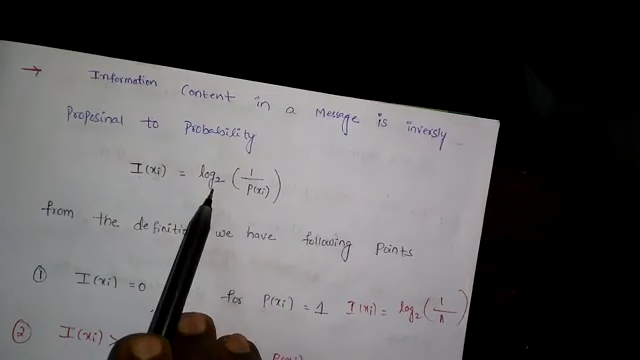 → Information Content in a Message is inversly
Proposinal to Probability
I(xi) = log2 (1/P(xi))
from the we have following Points
① I(xi) = 0 for P(xi) = 1 I(xi) = log2 (1/1)
② I(xi) > P(xi)